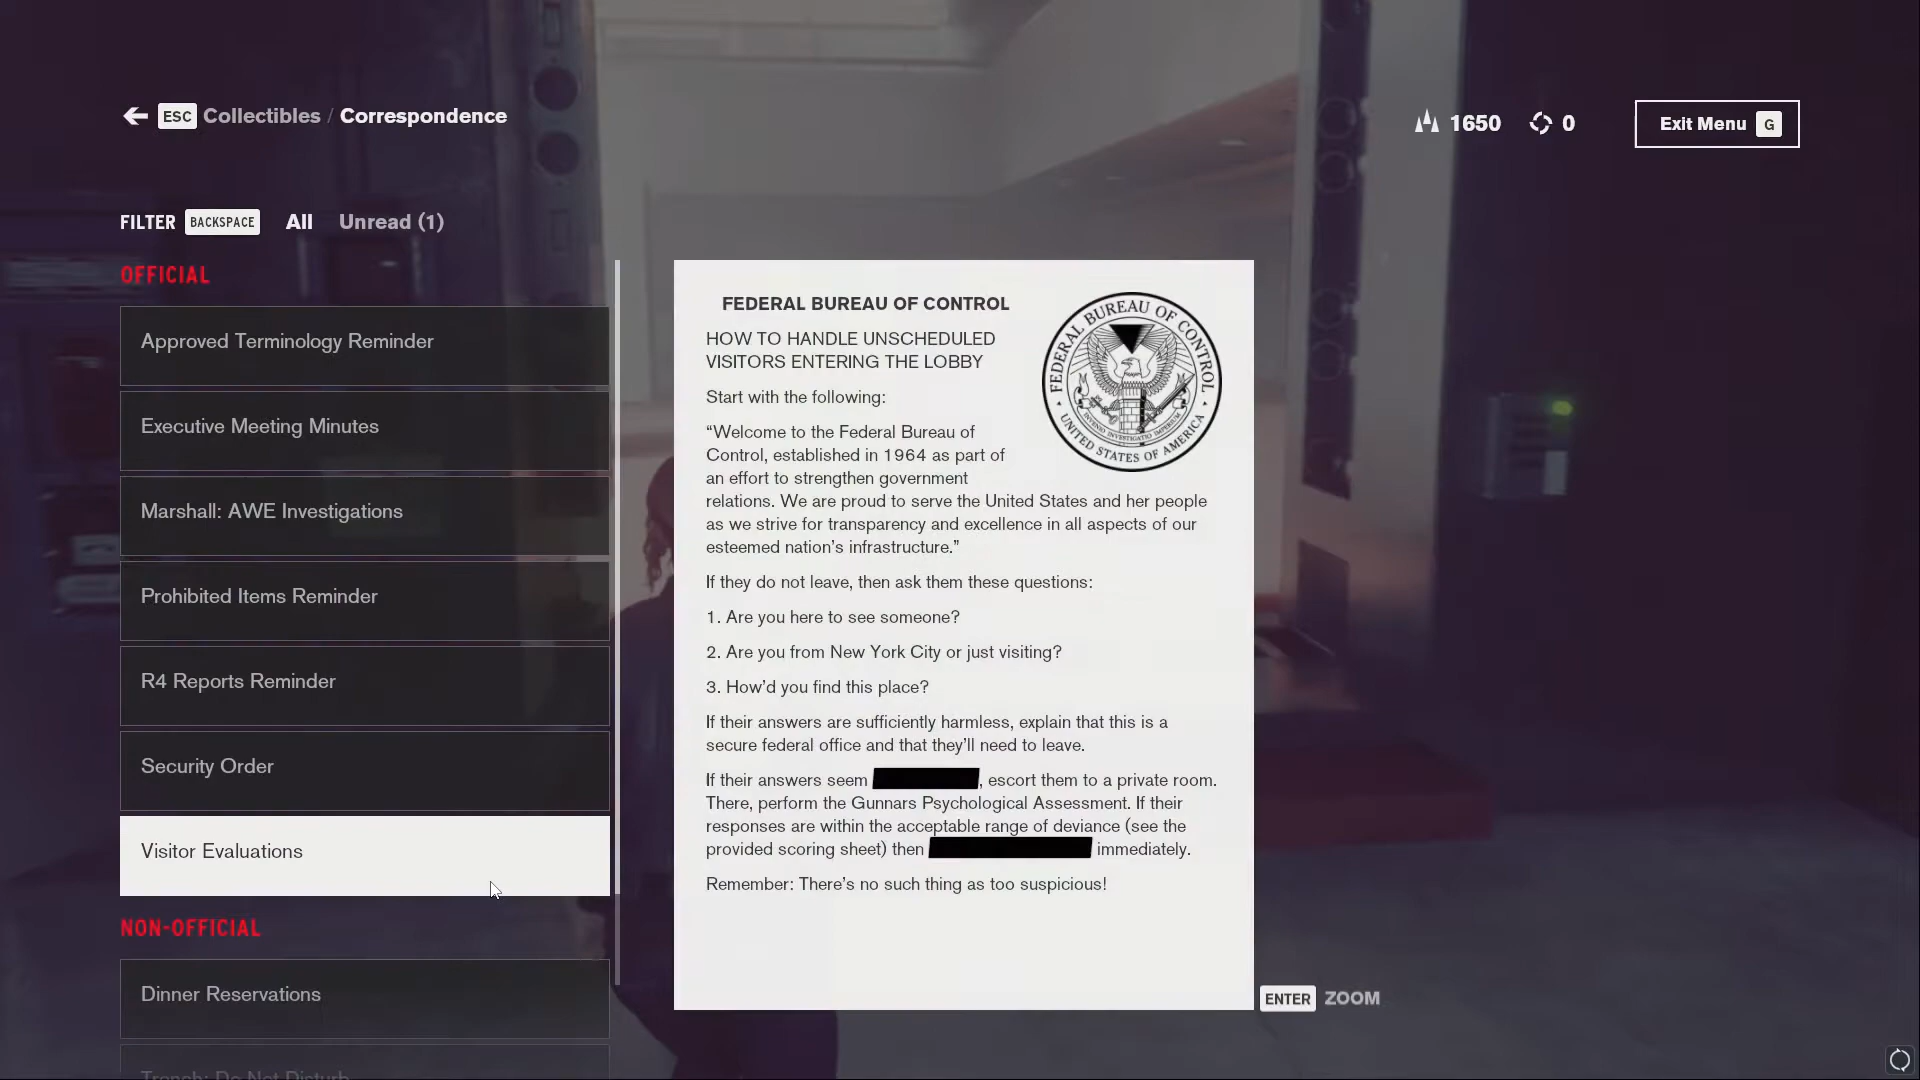 ESC Collectibles / Correspondence
1650
0
Exit Menu G
FILTER BACKSPACE All Unread (1)
OFFICIAL
Approved Terminology Reminder
Executive Meeting Minutes
Marshall: AWE Investigations
Prohibited Items Reminder
R4 Reports Reminder
Security Order
Visitor Evaluations
NON-OFFICIAL
Dinner Reservations
Trench: Do Not Disturb
FEDERAL BUREAU OF CONTROL
HOW TO HANDLE UNSCHEDULED
VISITORS ENTERING THE LOBBY
Start with the following:
“Welcome to the Federal Bureau of
Control, established in 1964 as part of
an effort to strengthen government
relations. We are proud to serve the United States and her people
as we strive for transparency and excellence in all aspects of our
esteemed nation’s infrastructure.”
If they do not leave, then ask them these questions:
1. Are you here to see someone?
2. Are you from New York City or just visiting?
3. How’d you find this place?
If their answers are sufficiently harmless, explain that this is a
secure federal office and that they’ll need to leave.
If their answers seem , escort them to a private room.
There, perform the Gunnars Psychological Assessment. If their
responses are within the acceptable range of deviance (see the
provided scoring sheet) then immediately.
Remember: There’s no such thing as too suspicious!
FEDERAL BUREAU OF CONTROL
INVENIO INVESTIGATIO IMPERIUM
UNITED STATES OF AMERICA
ENTER ZOOM